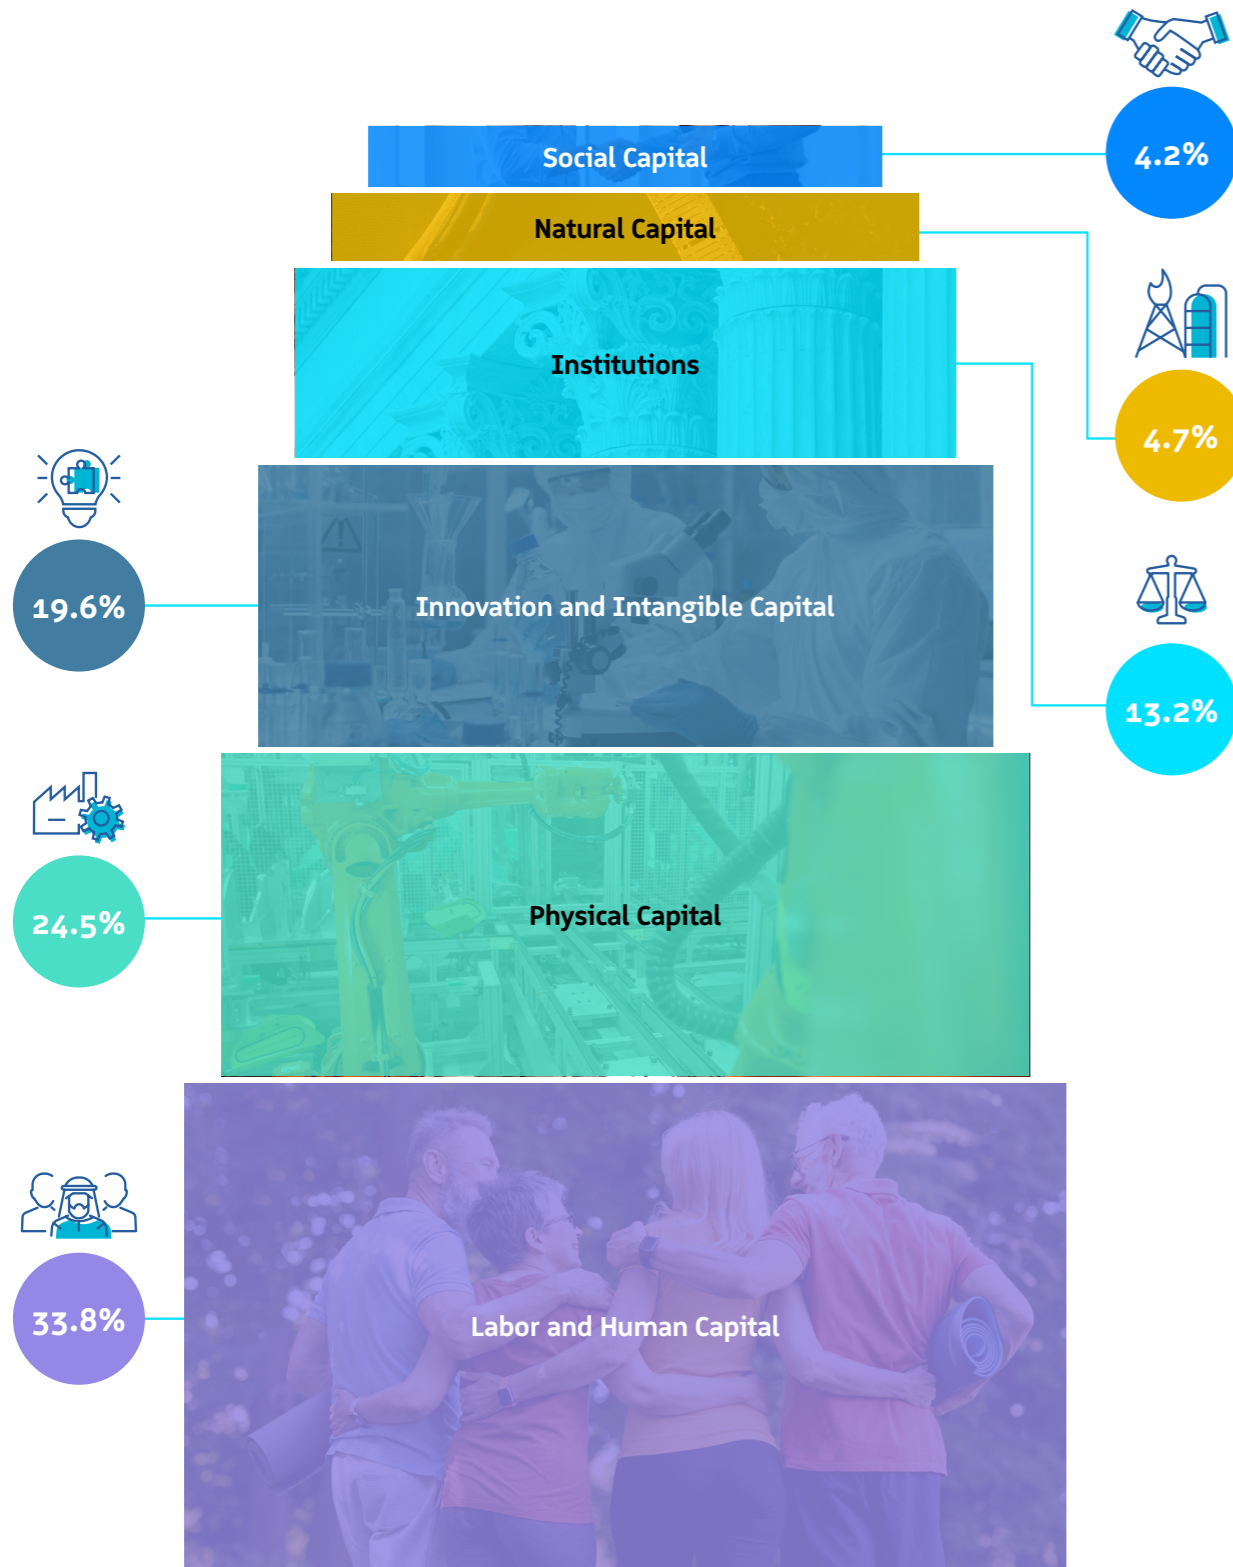 Social Capital
4.2%
Natural Capital
4.7%
Institutions
13.2%
Innovation and Intangible Capital
19.6%
Physical Capital
24.5%
Labor and Human Capital
33.8%